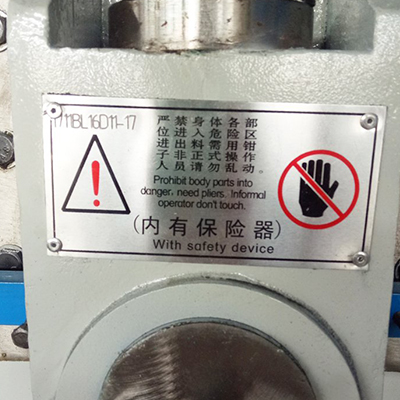 1711BL16D11-17
严禁身体各部
位进入危险区
进出料需用钳
子非正式操作
人员请勿乱动。
Prohibit body parts into
danger, need pliers. Informal
operator don't touch.
(内有保险器)
With safety device